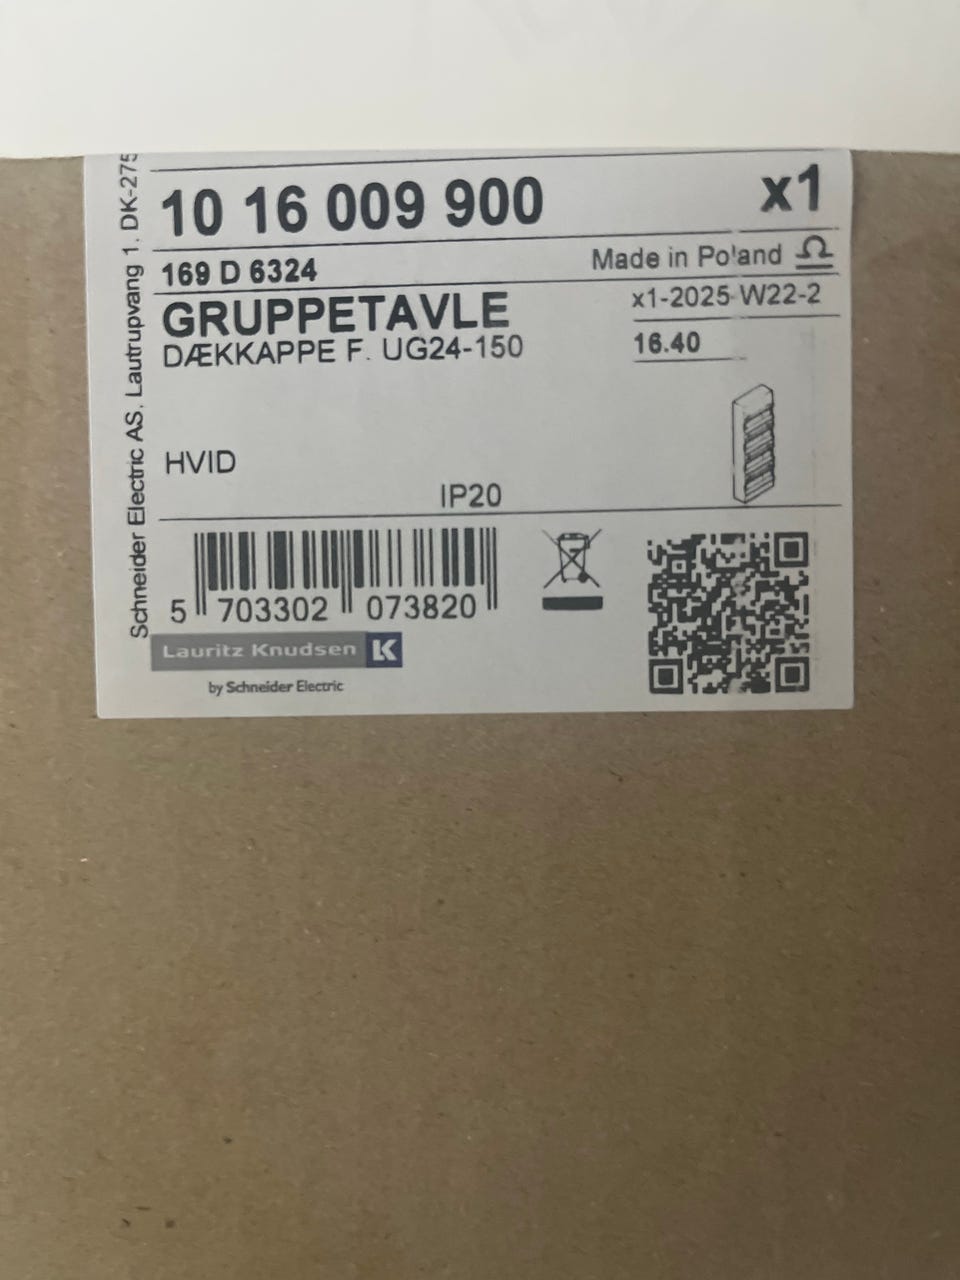 10 16 009 900 x1
169 D 6324
Made in Poland
GRUPPETAVLE
x1-2025-W22-2
DÆKKAPPE F. UG24-150
16.40
HVID
IP20
5 703302 073820
Lauritz Knudsen LK
by Schneider Electric
Schneider Electric AS, Lautrupvang 1, DK-275